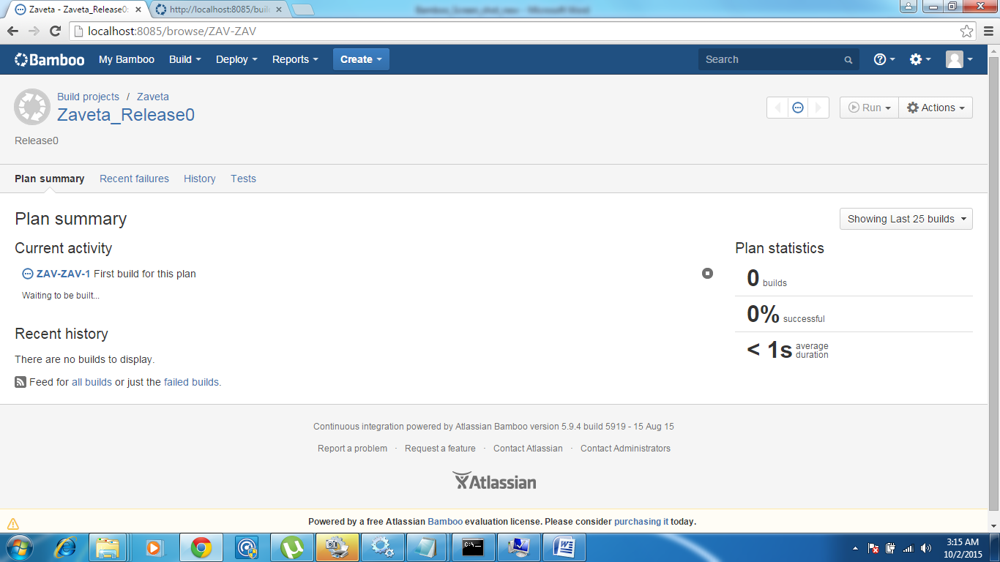 Zaveta - Zaveta_Release0: http://localhost:8085/build
Bamboo_Screen_shot_new - Microsoft Word
localhost:8085/browse/ZAV-ZAV
Bamboo My Bamboo Build Deploy Reports Create Search
Build projects / Zaveta
Zaveta_Release0
Run Actions
Release0
Plan summary Recent failures History Tests
Plan summary
Showing Last 25 builds
Current activity
Plan statistics
ZAV-ZAV-1 First build for this plan
0 builds
Waiting to be built...
0% successful
Recent history
< 1s average duration
There are no builds to display.
Feed for all builds or just the failed builds.
Continuous integration powered by Atlassian Bamboo version 5.9.4 build 5919 - 15 Aug 15
Report a problem · Request a feature · Contact Atlassian · Contact Administrators
Atlassian
Powered by a free Atlassian Bamboo evaluation license. Please consider purchasing it today.
3:15 AM
10/2/2015